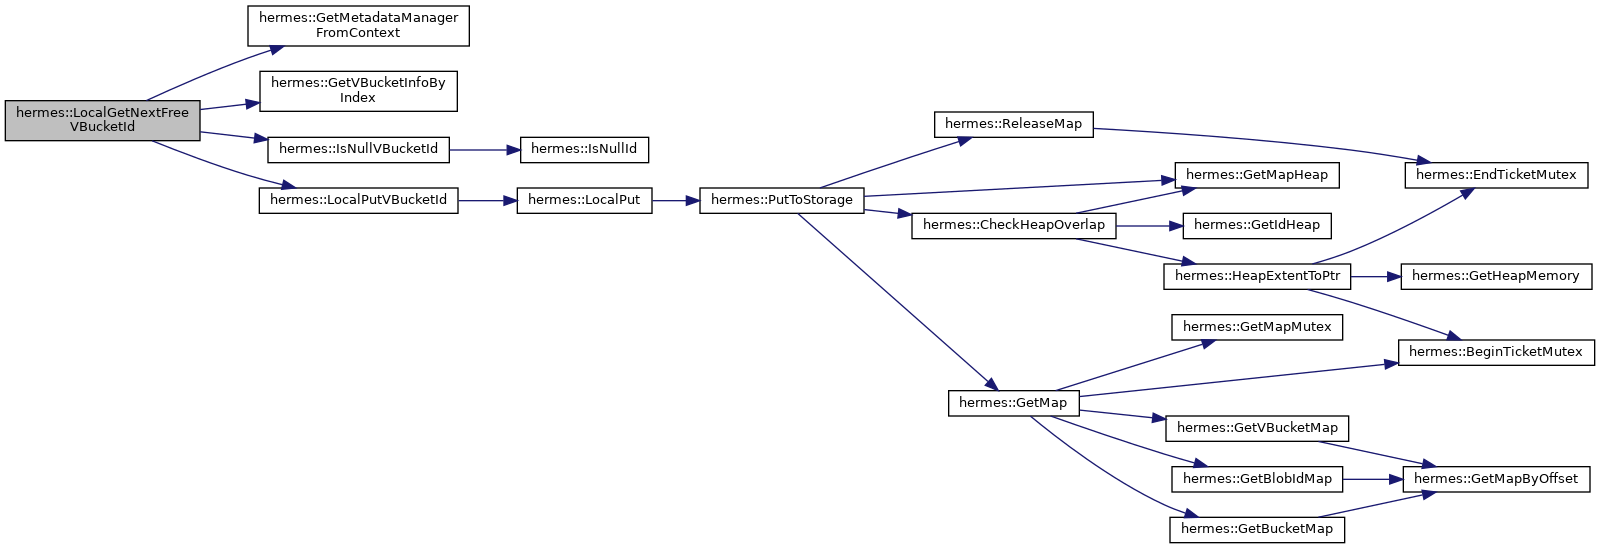 hermes::GetMetadataManager
FromContext
hermes::GetVBucketInfoBy
Index
hermes::LocalGetNextFree
VBucketId
hermes::IsNullVBucketId
hermes::IsNullId
hermes::LocalPutVBucketId
hermes::LocalPut
hermes::PutToStorage
hermes::ReleaseMap
hermes::GetMapHeap
hermes::EndTicketMutex
hermes::CheckHeapOverlap
hermes::GetIdHeap
hermes::HeapExtentToPtr
hermes::GetHeapMemory
hermes::GetMapMutex
hermes::BeginTicketMutex
hermes::GetMap
hermes::GetVBucketMap
hermes::GetBlobIdMap
hermes::GetMapByOffset
hermes::GetBucketMap